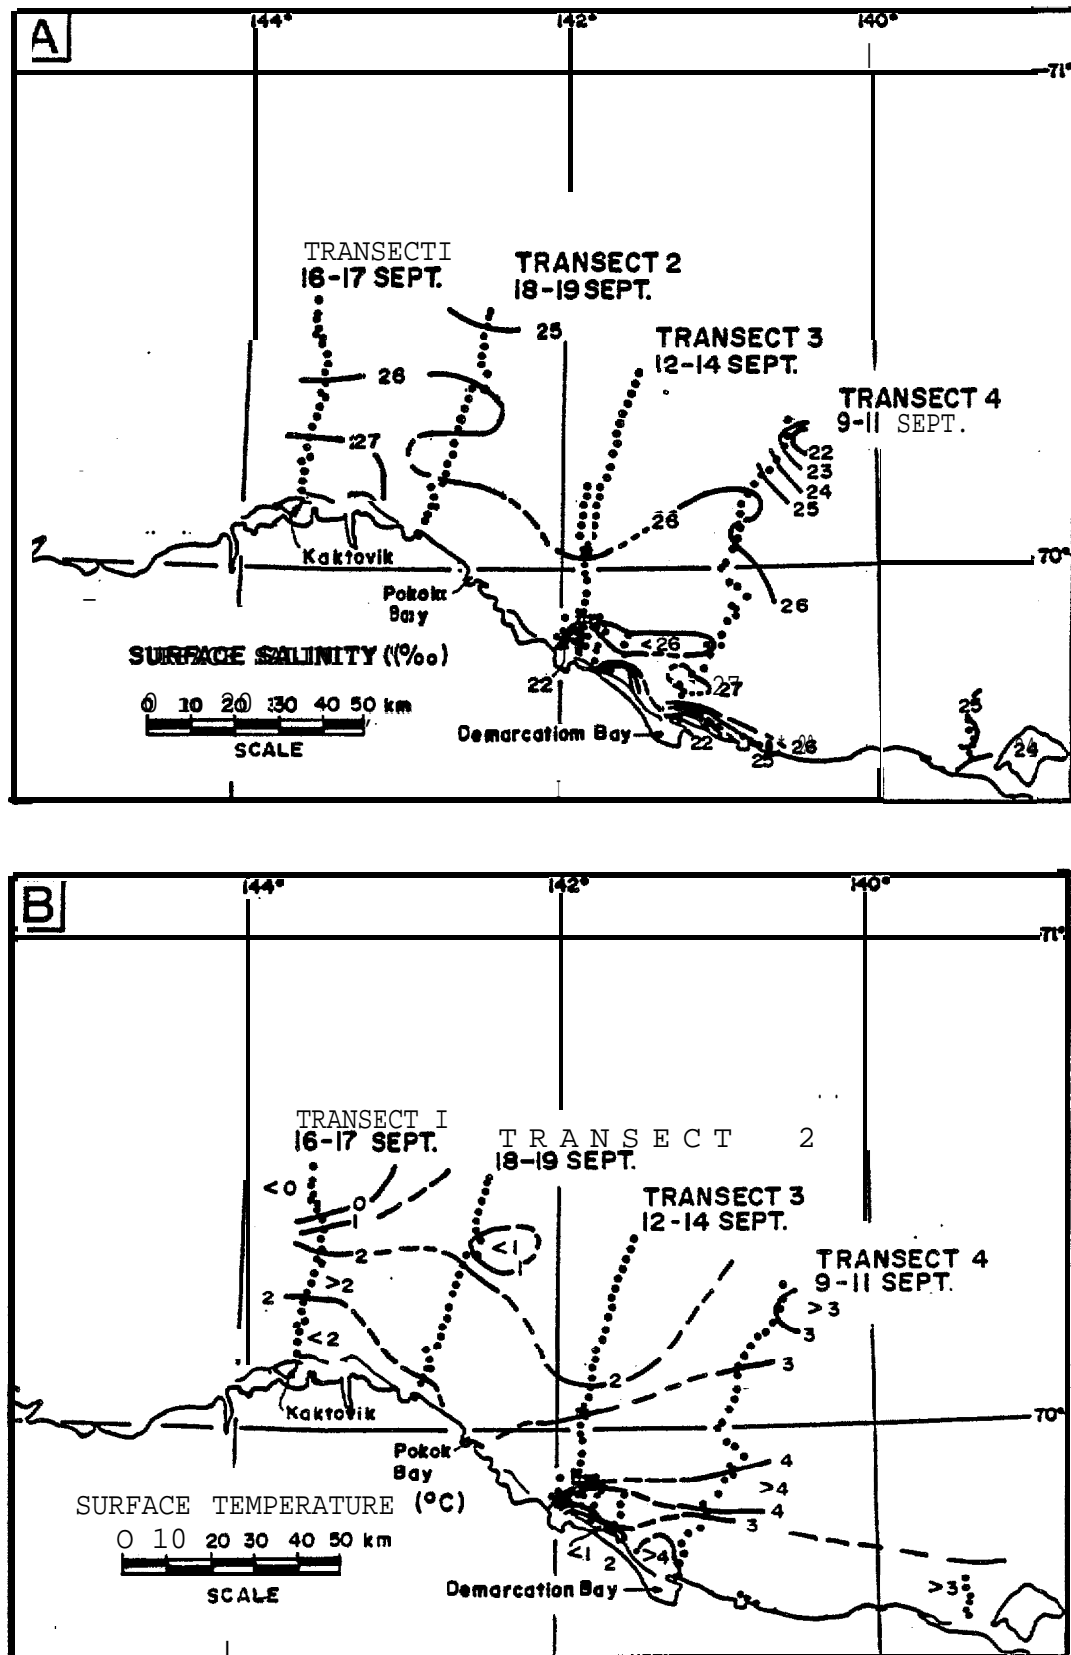 A
144° 142° 140°
71°
TRANSECT I
16-17 SEPT.
TRANSECT 2
18-19 SEPT.
25
TRANSECT 3
12-14 SEPT.
26
TRANSECT 4
9-11 SEPT.
27
22
23
24
25
26
70°
Kaktovik
Pokok
Bay
26
<26
SURFACE SALINITY (‰)
22
27
25
0 10 20 30 40 50 km
SCALE
Demarcation Bay
22
26
24
25
B
144° 142° 140°
71°
TRANSECT I
16-17 SEPT.
TRANSECT 2
18-19 SEPT.
<0
0
1
TRANSECT 3
12-14 SEPT.
2
<1
1
TRANSECT 4
9-11 SEPT.
>2
2
>3
3
<2
3
2
Kaktovik
70°
Pokok
Bay
4
>4
SURFACE TEMPERATURE (°C)
4
3
0 10 20 30 40 50 km
<1
2
>4
SCALE
Demarcation Bay
>3